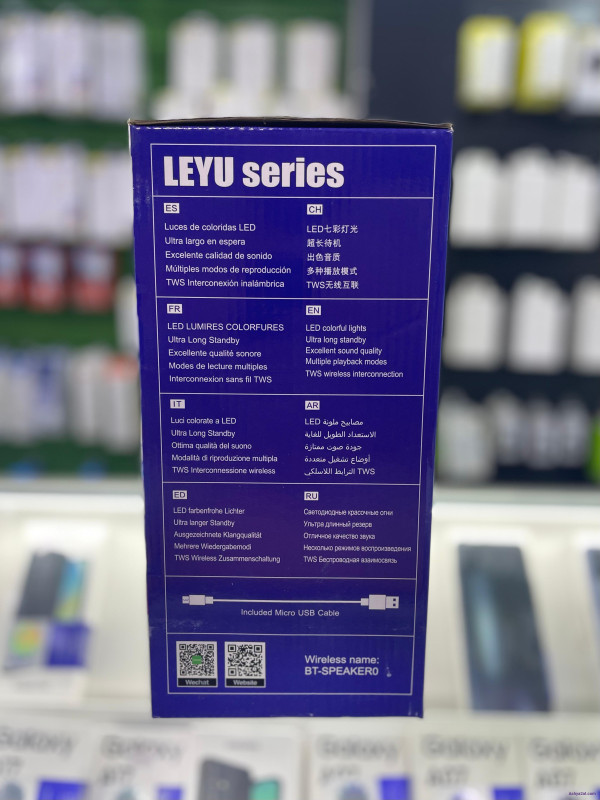 LEYU series
ES
Luces de coloridas LED
Ultra largo en espera
Excelente calidad de sonido
Múltiples modos de reproducción
TWS Interconexión inalámbrica
CH
LED七彩灯光
超长待机
出色音质
多种播放模式
TWS无线互联
FR
LED LUMIRES COLORFURES
Ultra Long Standby
Excellente qualité sonore
Modes de lecture multiples
Interconnexion sans fil TWS
EN
LED colorful lights
Ultra long standby
Excellent sound quality
Multiple playback modes
TWS wireless interconnection
IT
Luci colorate a LED
Ultra Long Standby
Ottima qualità del suono
Modalità di riproduzione multipla
TWS Interconnessione wireless
AR
مصابيح ملونة LED
الاستعداد الطويل للغاية
جودة صوت ممتازة
أوضاع تشغيل متعددة
TWS الترابط اللاسلكي
ED
LED farbenfrohe Lichter
Ultra langer Standby
Ausgezeichnete Klangqualität
Mehrere Wiedergabemodi
TWS Wireless Zusammenschaltung
RU
Светодиодные красочные огни
Ультра длинный резерв
Отличное качество звука
Несколько режимов воспроизведения
TWS Беспроводная взаимосвязь
Included Micro USB Cable
Wechat
Website
Wireless name:
BT-SPEAKER0
Galaxy
Galaxy
Galaxy
Galaxy
A07
A07